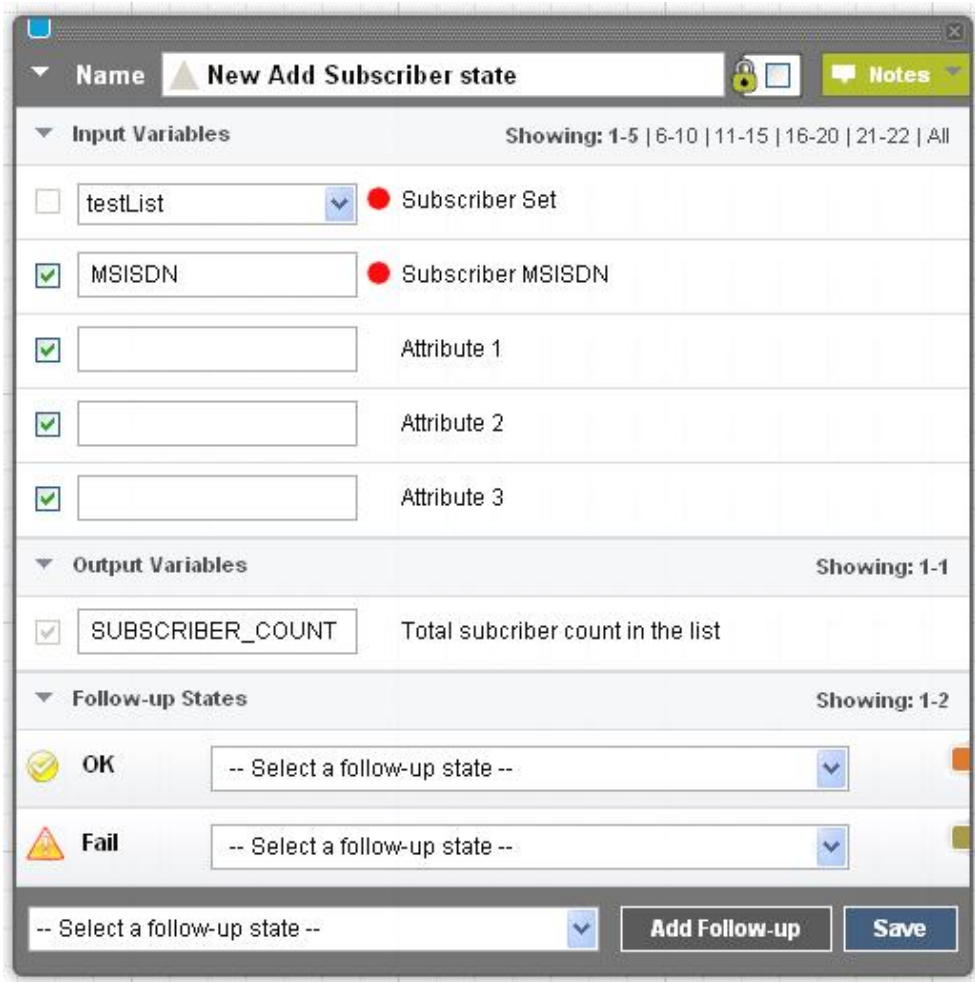 Name New Add Subscriber state Notes
Input Variables Showing: 1-5 | 6-10 | 11-15 | 16-20 | 21-22 | All
testList Subscriber Set
MSISDN Subscriber MSISDN
Attribute 1
Attribute 2
Attribute 3
Output Variables Showing: 1-1
SUBSCRIBER_COUNT Total subcriber count in the list
Follow-up States Showing: 1-2
OK -- Select a follow-up state --
Fail -- Select a follow-up state --
-- Select a follow-up state -- Add Follow-up Save